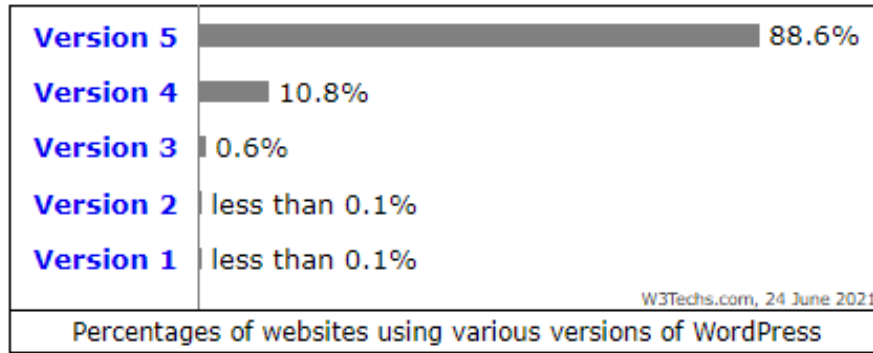 Version 5 88.6%
Version 4 10.8%
Version 3 0.6%
Version 2 less than 0.1%
Version 1 less than 0.1%
W3Techs.com, 24 June 2021
Percentages of websites using various versions of WordPress